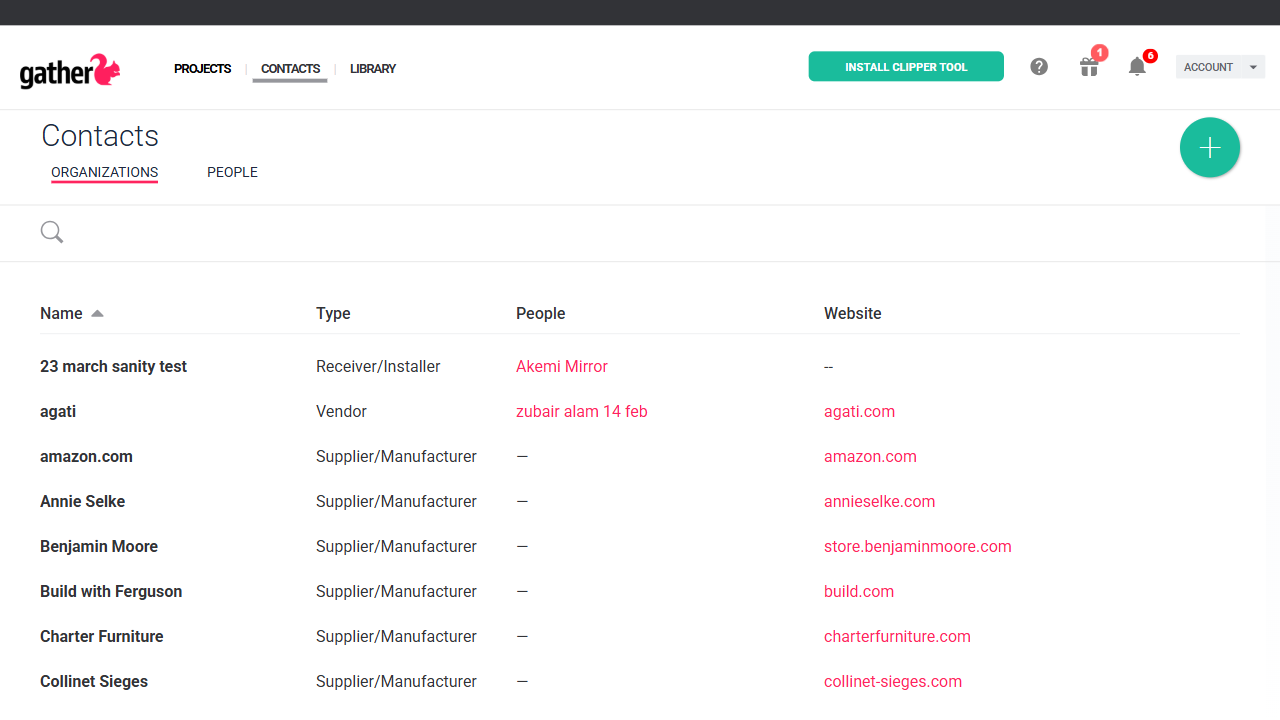 gather
PROJECTS | CONTACTS | LIBRARY
INSTALL CLIPPER TOOL
1
6
ACCOUNT
Contacts
ORGANIZATIONS PEOPLE
Name Type People Website
23 march sanity test Receiver/Installer Akemi Mirror --
agati Vendor zubair alam 14 feb agati.com
amazon.com Supplier/Manufacturer — amazon.com
Annie Selke Supplier/Manufacturer — annieselke.com
Benjamin Moore Supplier/Manufacturer — store.benjaminmoore.com
Build with Ferguson Supplier/Manufacturer — build.com
Charter Furniture Supplier/Manufacturer — charterfurniture.com
Collinet Sieges Supplier/Manufacturer — collinet-sieges.com